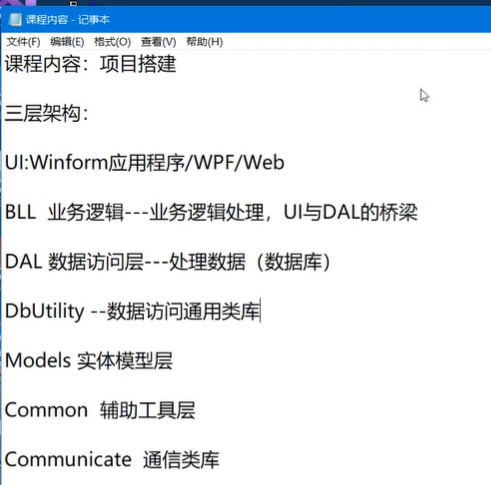 课程内容 - 记事本
文件(F) 编辑(E) 格式(O) 查看(V) 帮助(H)
课程内容：项目搭建
三层架构：
UI:Winform应用程序/WPF/Web
BLL 业务逻辑---业务逻辑处理，UI与DAL的桥梁
DAL 数据访问层---处理数据（数据库）
DbUtility --数据访问通用类库
Models 实体模型层
Common 辅助工具层
Communicate 通信类库